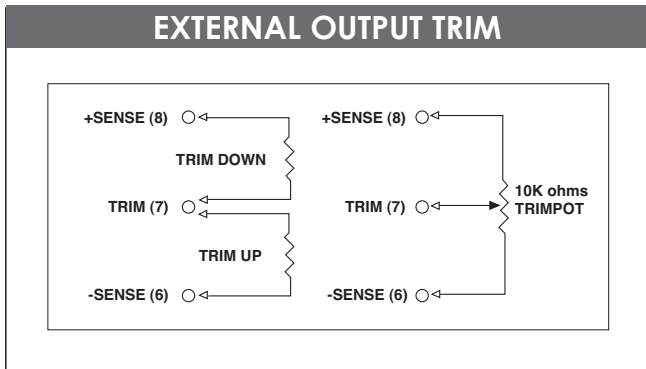 EXTERNAL OUTPUT TRIM
+SENSE (8)
TRIM DOWN
TRIM (7)
TRIM UP
-SENSE (6)
+SENSE (8)
10K ohms
TRIMPOT
TRIM (7)
-SENSE (6)